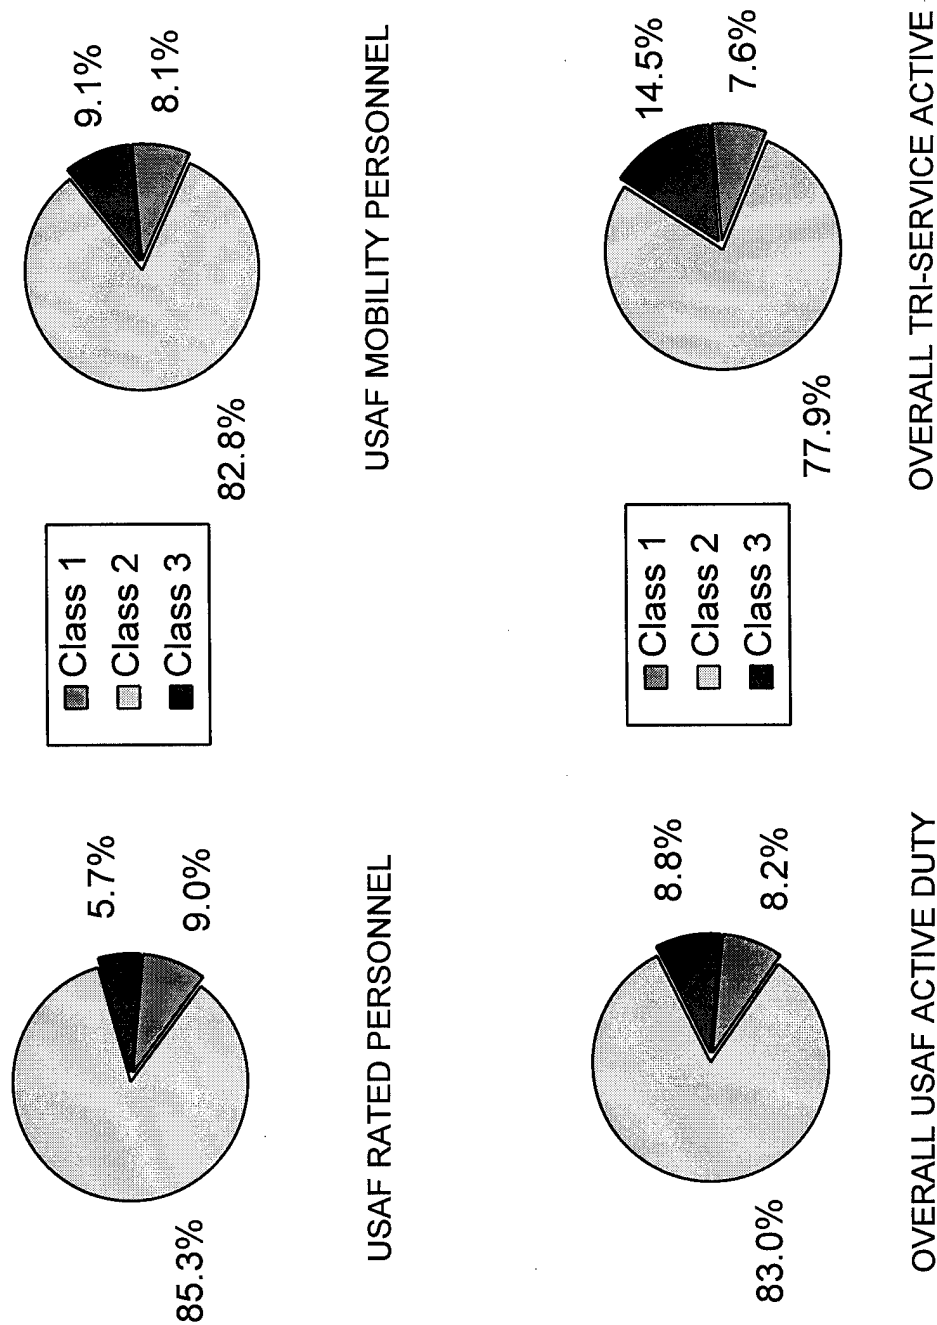 85.3%
5.7%
9.0%
USAF RATED PERSONNEL
Class 1
Class 2
Class 3
82.8%
9.1%
8.1%
USAF MOBILITY PERSONNEL
83.0%
8.8%
8.2%
OVERALL USAF ACTIVE DUTY
Class 1
Class 2
Class 3
77.9%
14.5%
7.6%
OVERALL TRI-SERVICE ACTIVE